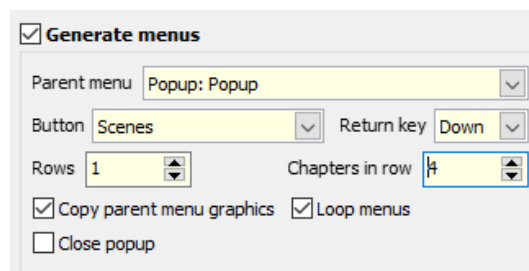 Generate menus
Parent menu Popup: Popup
Button Scenes Return key Down
Rows 1 Chapters in row 4
Copy parent menu graphics Loop menus
Close popup